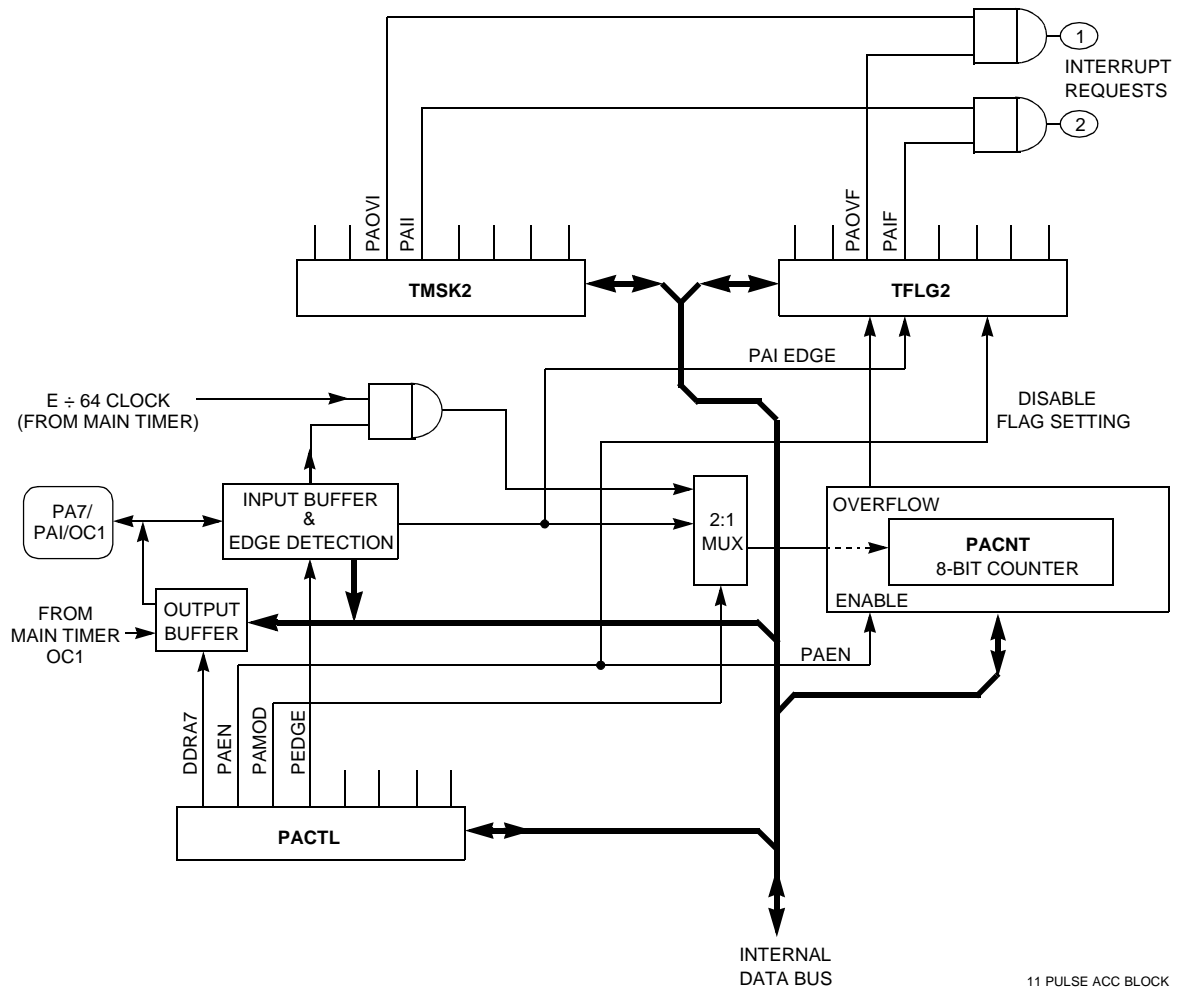 1
INTERRUPT
REQUESTS
2
PAOVI
PAII
PAOVF
PAIF
TMSK2
TFLG2
PAI EDGE
E ÷ 64 CLOCK
(FROM MAIN TIMER)
DISABLE
FLAG SETTING
PA7/
PAI/OC1
INPUT BUFFER
&
EDGE DETECTION
2:1
MUX
OVERFLOW
PACNT
8-BIT COUNTER
ENABLE
FROM
MAIN TIMER
OC1
OUTPUT
BUFFER
PAEN
DDRA7
PAEN
PAMOD
PEDGE
PACTL
INTERNAL
DATA BUS
11 PULSE ACC BLOCK